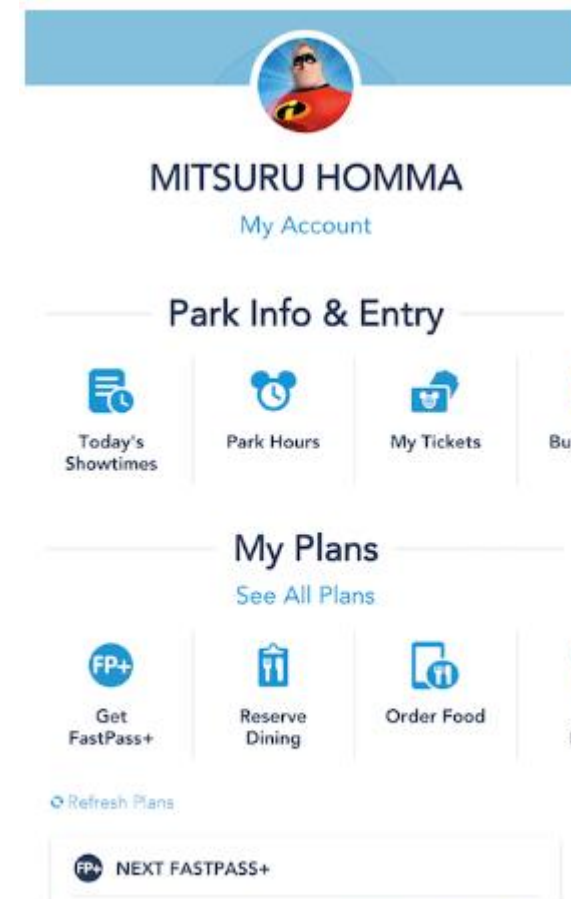 MITSURU HOMMA
My Account
Park Info & Entry
Today's
Showtimes
Park Hours
My Tickets
My Plans
See All Plans
FP+
Get
FastPass+
Reserve
Dining
Order Food
Refresh Plans
FP+ NEXT FASTPASS+